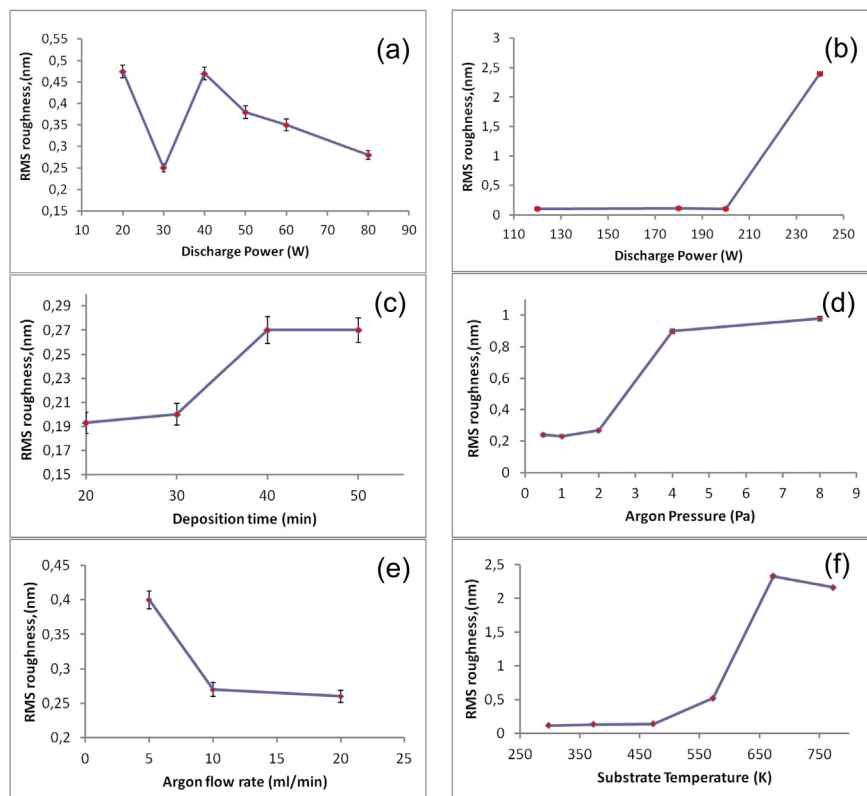 (a)
RMS roughness,(nm)
0,55
0,5
0,45
0,4
0,35
0,3
0,25
0,2
0,15
10 20 30 40 50 60 70 80 90
Discharge Power (W)
(b)
RMS roughness,(nm)
3
2,5
2
1,5
1
0,5
0
110 130 150 170 190 210 230 250
Discharge Power (W)
(c)
RMS roughness,(nm)
0,29
0,27
0,25
0,23
0,21
0,19
0,17
0,15
20 30 40 50
Deposition time (min)
(d)
RMS roughness,(nm)
1
0,8
0,6
0,4
0,2
0
0 1 2 3 4 5 6 7 8 9
Argon Pressure (Pa)
(e)
RMS roughness,(nm)
0,45
0,4
0,35
0,3
0,25
0,2
0 5 10 15 20 25
Argon flow rate (ml/min)
(f)
RMS roughness,(nm)
2,5
2
1,5
1
0,5
0
250 350 450 550 650 750
Substrate Temperature (K)